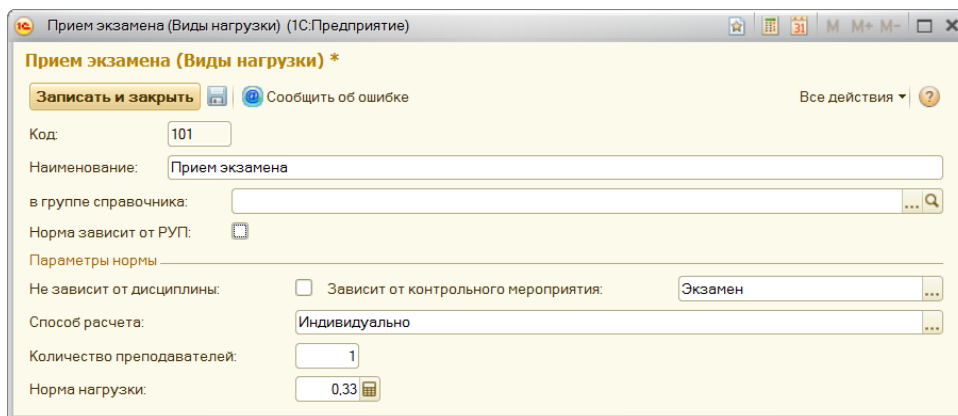 1С Прием экзамена (Виды нагрузки) (1С:Предприятие) 31 M M+ M-
Прием экзамена (Виды нагрузки) *
Записать и закрыть @ Сообщить об ошибке Все действия ?
Код: 101
Наименование: Прием экзамена
в группе справочника: ...
Норма зависит от РУП:
Параметры нормы
Не зависит от дисциплины: Зависит от контрольного мероприятия: Экзамен ...
Способ расчета: Индивидуально ...
Количество преподавателей: 1
Норма нагрузки: 0,33